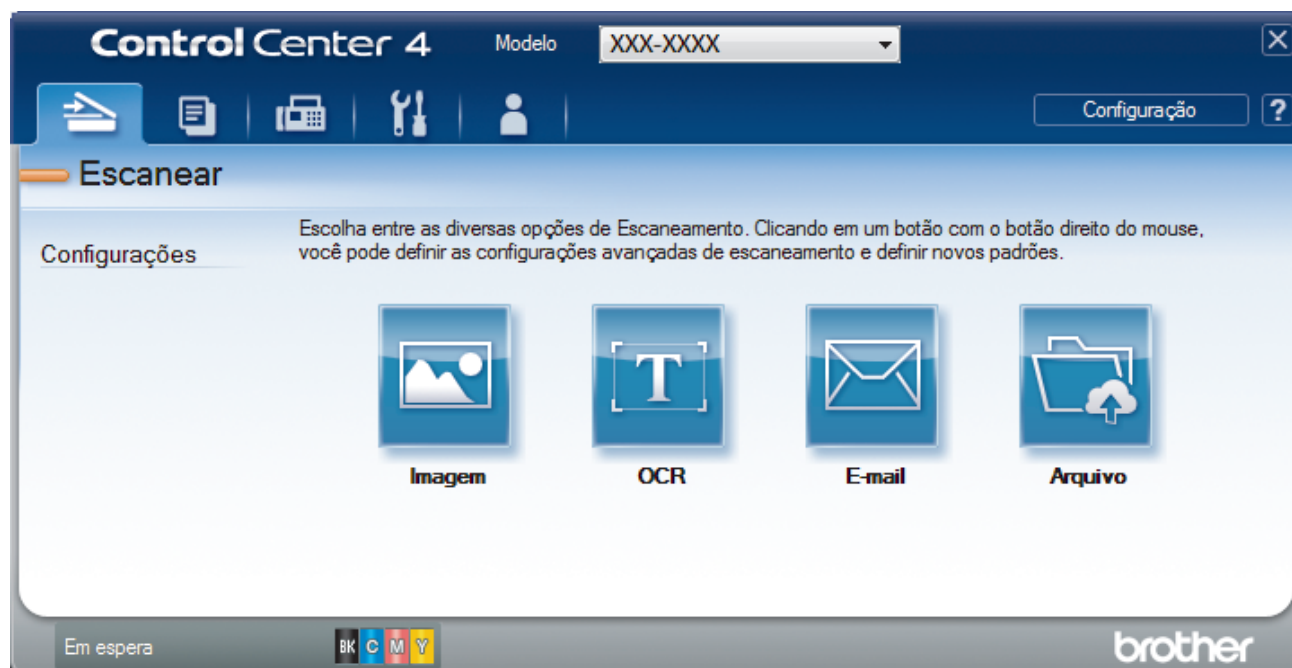 Control Center 4
Modelo
XXX-XXXX
Configuração
?
Escanear
Configurações
Escolha entre as diversas opções de Escaneamento. Clicando em um botão com o botão direito do mouse,
você pode definir as configurações avançadas de escaneamento e definir novos padrões.
T
Imagem
OCR
E-mail
Arquivo
Em espera
BK C M Y
brother